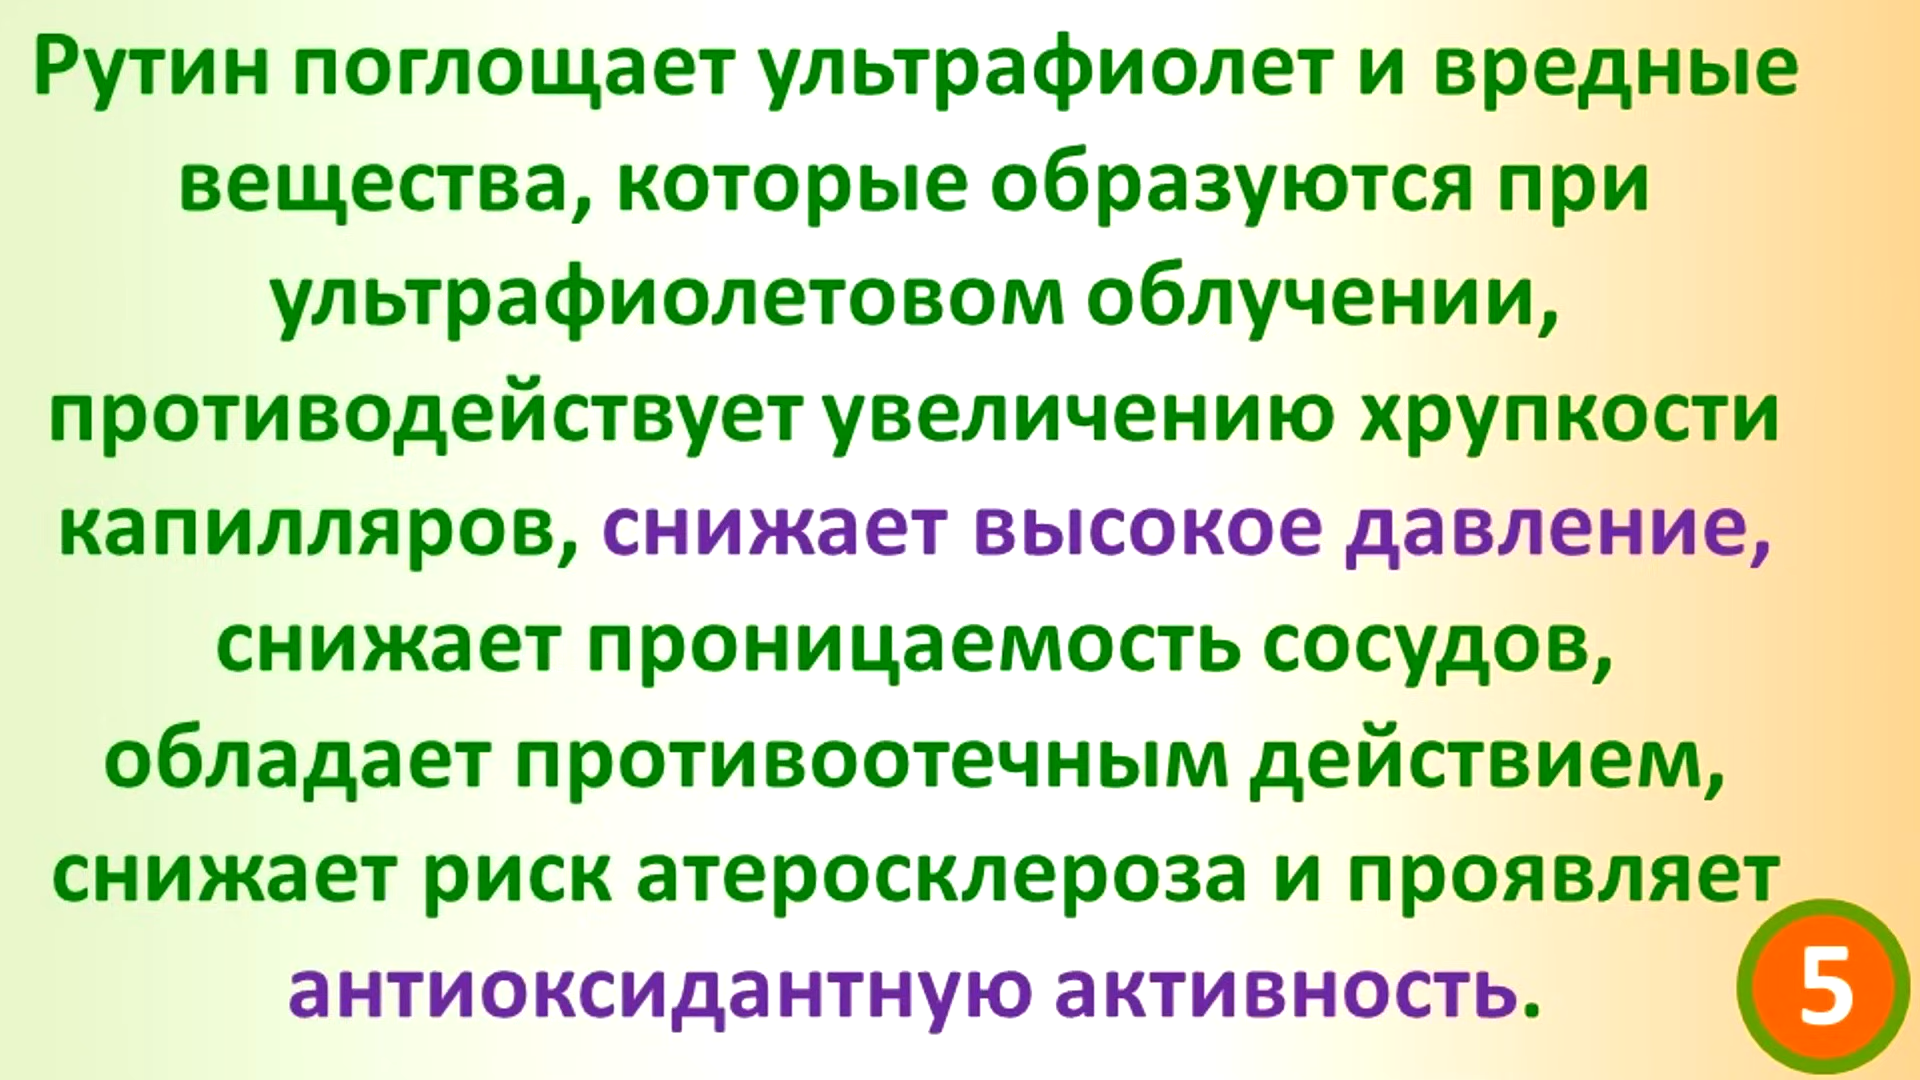 Рутин поглощает ультрафиолет и вредные
вещества, которые образуются при
ультрафиолетовом облучении,
противодействует увеличению хрупкости
капилляров, снижает высокое давление,
снижает проницаемость сосудов,
обладает противоотечным действием,
снижает риск атеросклероза и проявляет
антиоксидантную активность.
5